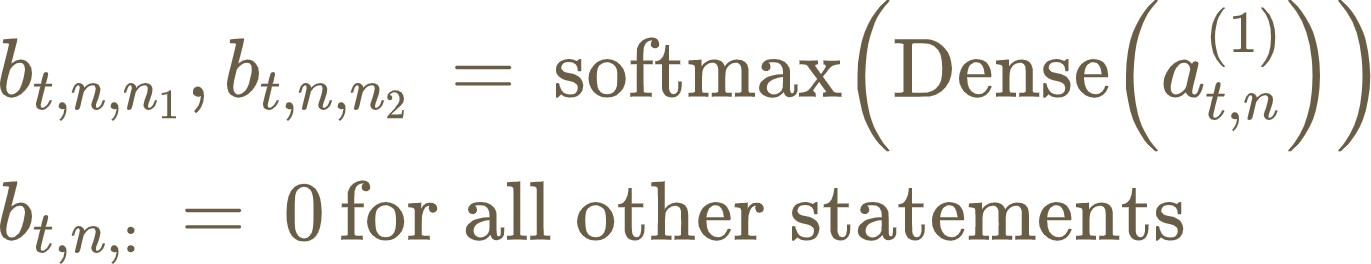 b_{t,n,n_1}, b_{t,n,n_2} = softmax(Dense(a_{t,n}^{(1)}))
b_{t,n,:} = 0 for all other statements